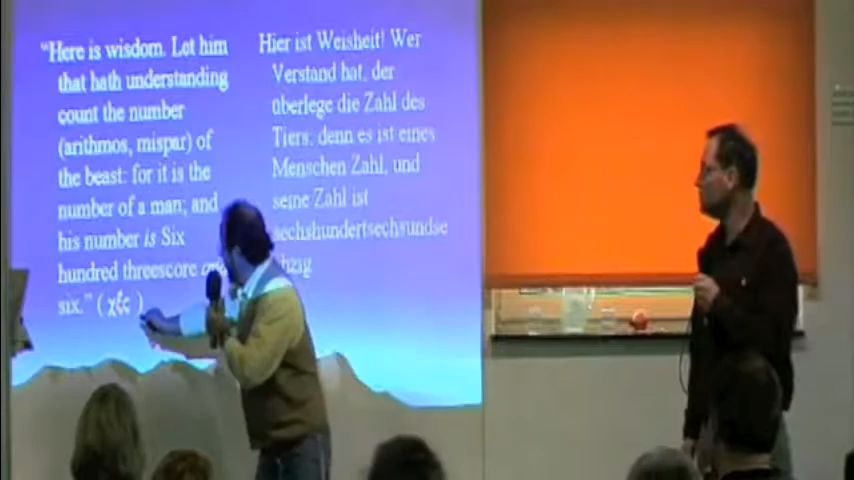 “Here is wisdom. Let him
that hath understanding
count the number
(arithmos, mispar) of
the beast: for it is the
number of a man; and
his number is Six
hundred threescore and
six.” ( χξς )
Hier ist Weisheit! Wer
Verstand hat, der
überlege die Zahl des
Tiers; denn es ist eines
Menschen Zahl, und
seine Zahl ist
sechshundertsechsundse
chzig